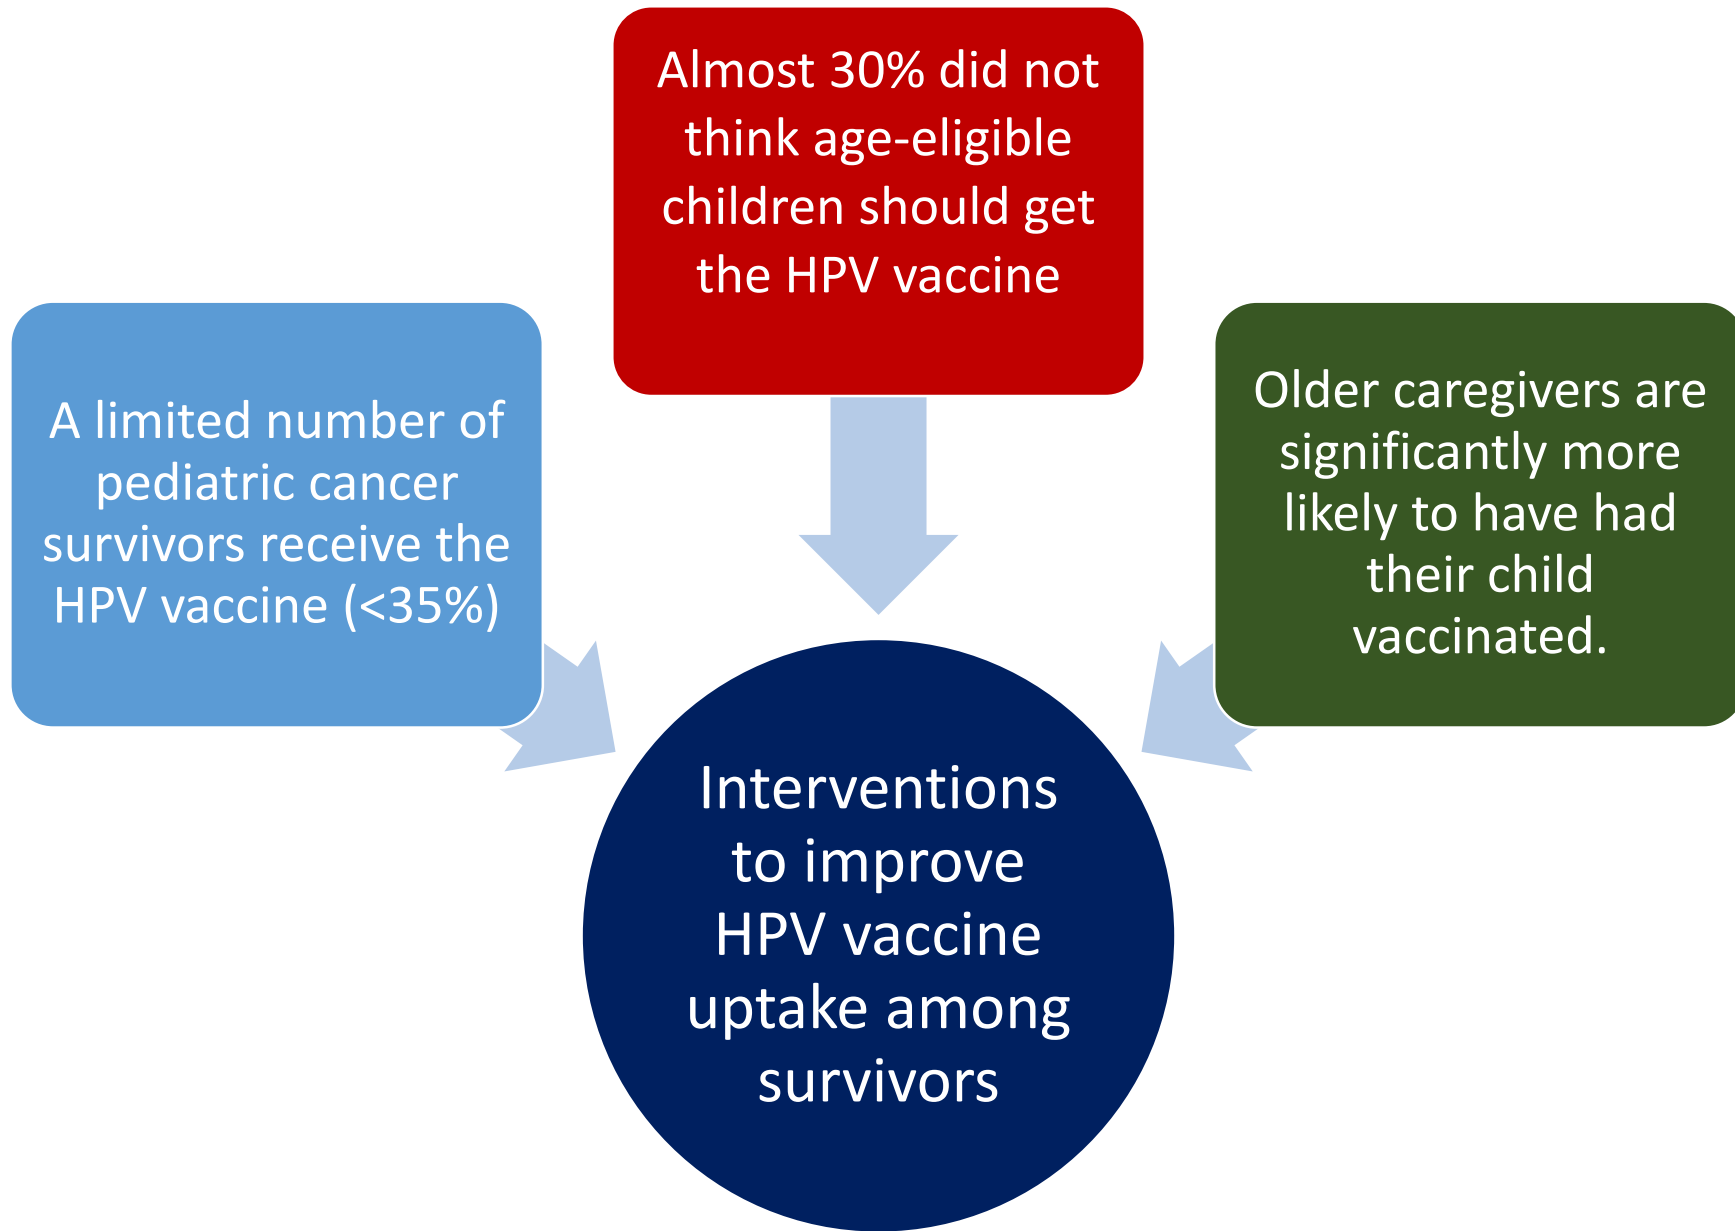 Almost 30% did not
think age-eligible
children should get
the HPV vaccine
A limited number of
pediatric cancer
survivors receive the
HPV vaccine (<35%)
Older caregivers are
significantly more
likely to have had
their child
vaccinated.
Interventions
to improve
HPV vaccine
uptake among
survivors